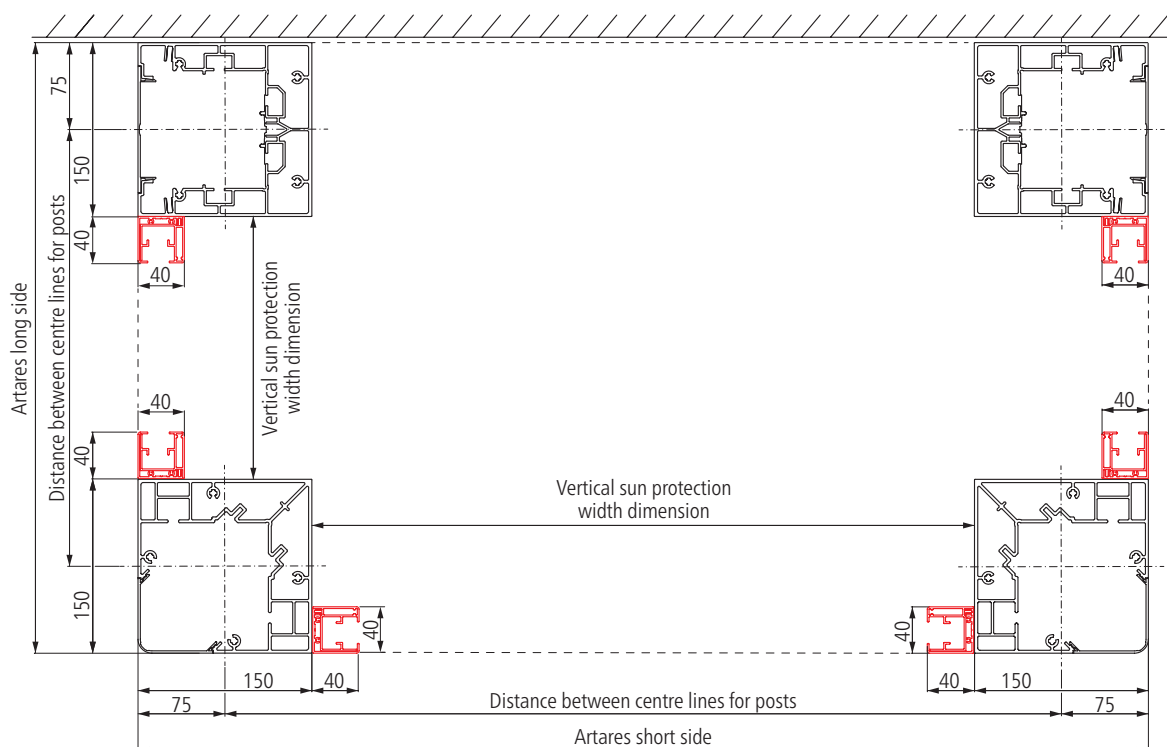 75
150
40
40
40
Artares long side
Distance between centre lines for posts
Vertical sun protection
width dimension
40
40
40
40
Vertical sun protection
width dimension
150
40
40
150
40
40
150
75
Distance between centre lines for posts
75
Artares short side